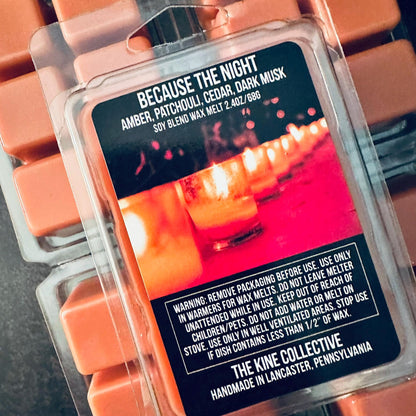 BECAUSE THE NIGHT
AMBER, PATCHOULI, CEDAR, DARK MUSK
SOY BLEND WAX MELT 2.4OZ/68G
WARNING: REMOVE PACKAGING BEFORE USE. USE ONLY
IN WARMERS FOR WAX MELTS. DO NOT LEAVE MELTER
UNATTENDED WHILE IN USE. KEEP OUT OF REACH OF
CHILDREN/PETS. DO NOT ADD WATER OR MELT ON
STOVE. USE ONLY IN WELL VENTILATED AREAS. STOP USE
IF DISH CONTAINS LESS THAN 1/2" OF WAX.
THE KINE COLLECTIVE
HANDMADE IN LANCASTER, PENNSYLVANIA